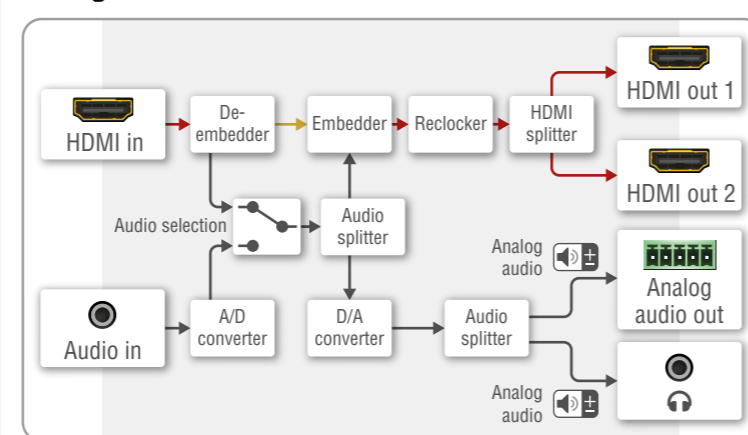 HDMI in
De-
embedder
Embedder
Reclocker
HDMI
splitter
HDMI out 1
HDMI out 2
Audio selection
Audio
splitter
Audio in
A/D
converter
D/A
converter
Audio
splitter
Analog
audio
±
Analog
audio out
Analog
audio
±